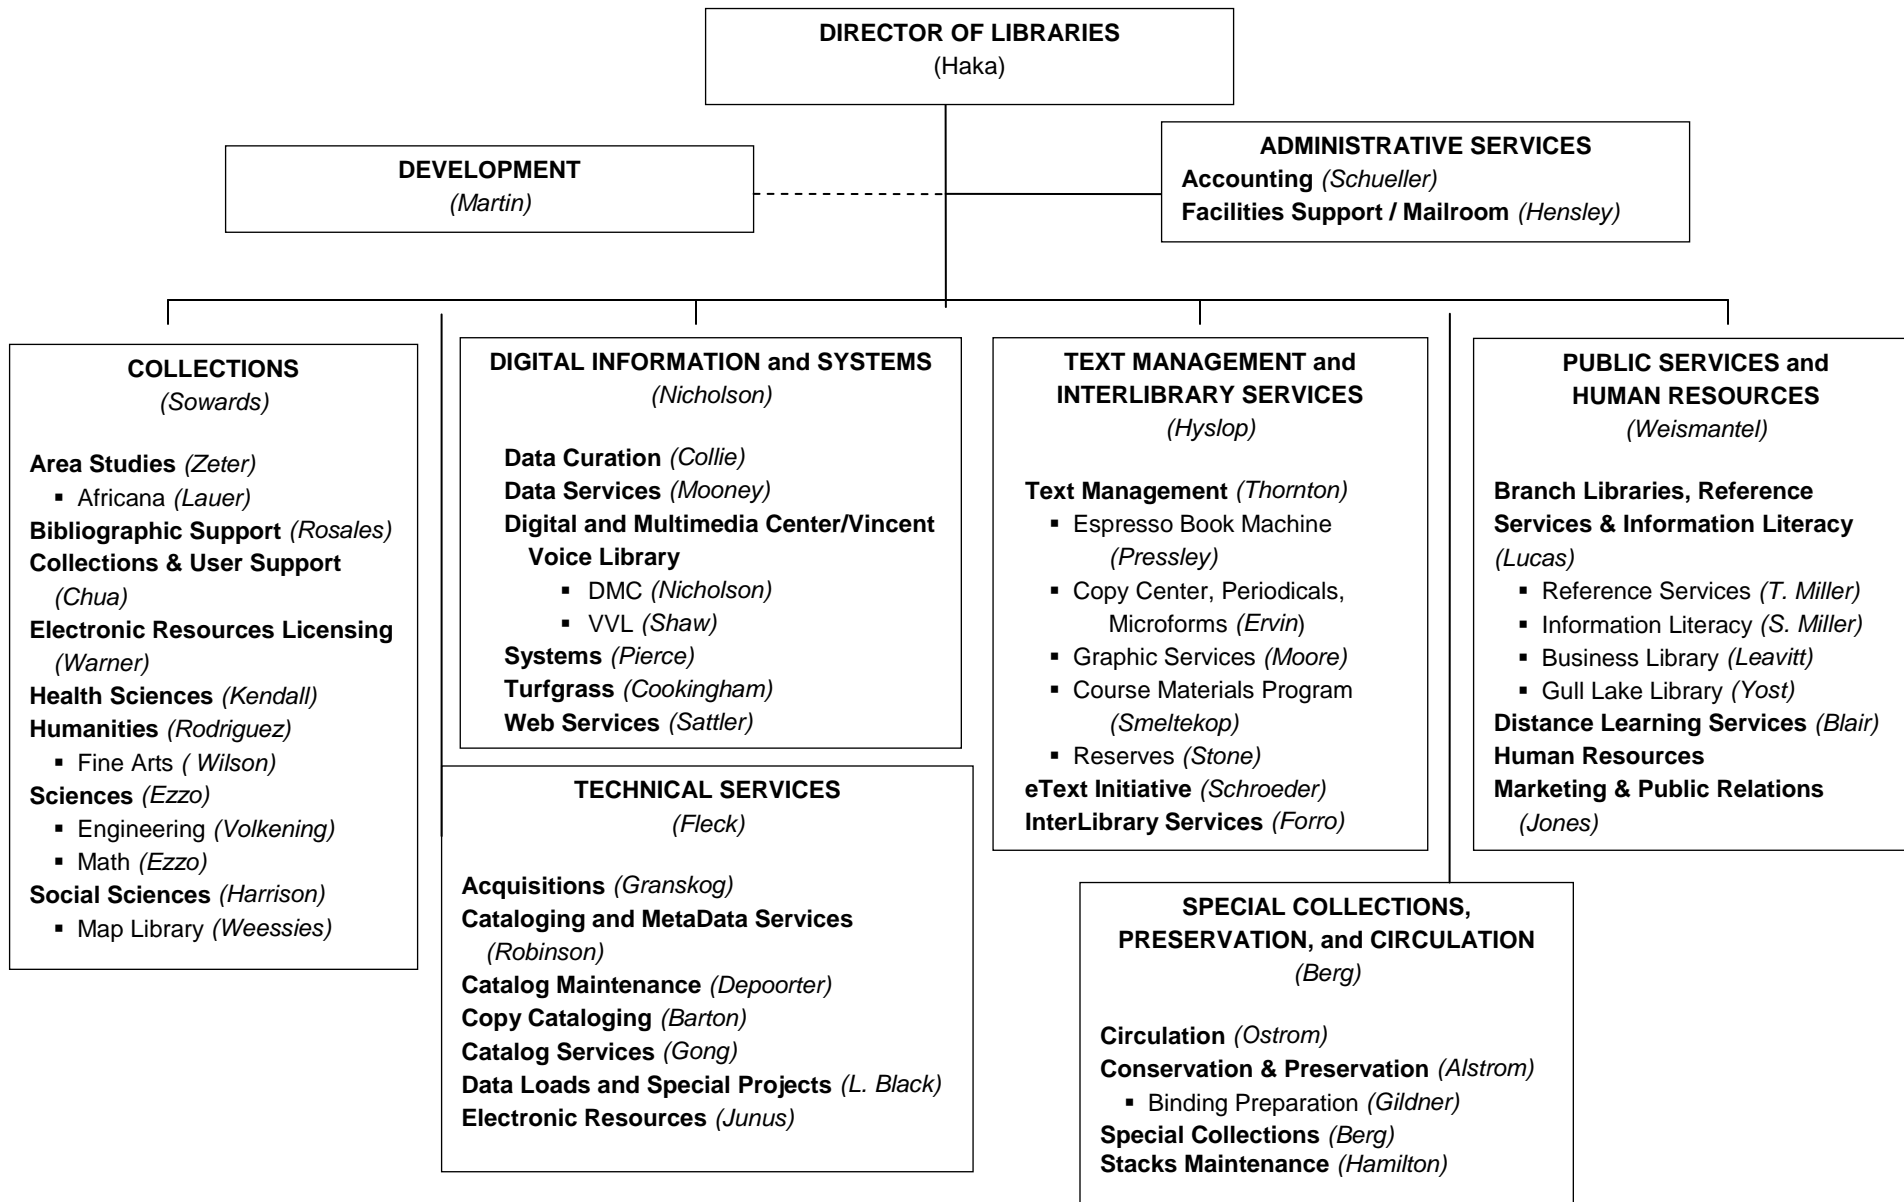 DIRECTOR OF LIBRARIES
(Haka)
DEVELOPMENT
(Martin)
ADMINISTRATIVE SERVICES
Accounting (Schueller)
Facilities Support / Mailroom (Hensley)
COLLECTIONS
(Sowards)
Area Studies (Zeter)
▪ Africana (Lauer)
Bibliographic Support (Rosales)
Collections & User Support
(Chua)
Electronic Resources Licensing
(Warner)
Health Sciences (Kendall)
Humanities (Rodriguez)
▪ Fine Arts ( Wilson)
Sciences (Ezzo)
▪ Engineering (Volkening)
▪ Math (Ezzo)
Social Sciences (Harrison)
▪ Map Library (Weessies)
DIGITAL INFORMATION and SYSTEMS
(Nicholson)
Data Curation (Collie)
Data Services (Mooney)
Digital and Multimedia Center/Vincent
Voice Library
▪ DMC (Nicholson)
▪ VVL (Shaw)
Systems (Pierce)
Turfgrass (Cookingham)
Web Services (Sattler)
TECHNICAL SERVICES
(Fleck)
Acquisitions (Granskog)
Cataloging and MetaData Services
(Robinson)
Catalog Maintenance (Depoorter)
Copy Cataloging (Barton)
Catalog Services (Gong)
Data Loads and Special Projects (L. Black)
Electronic Resources (Junus)
TEXT MANAGEMENT and
INTERLIBRARY SERVICES
(Hyslop)
Text Management (Thornton)
▪ Espresso Book Machine
(Pressley)
▪ Copy Center, Periodicals,
Microforms (Ervin)
▪ Graphic Services (Moore)
▪ Course Materials Program
(Smeltekop)
▪ Reserves (Stone)
eText Initiative (Schroeder)
InterLibrary Services (Forro)
PUBLIC SERVICES and
HUMAN RESOURCES
(Weismantel)
Branch Libraries, Reference
Services & Information Literacy
(Lucas)
▪ Reference Services (T. Miller)
▪ Information Literacy (S. Miller)
▪ Business Library (Leavitt)
▪ Gull Lake Library (Yost)
Distance Learning Services (Blair)
Human Resources
Marketing & Public Relations
(Jones)
SPECIAL COLLECTIONS,
PRESERVATION, and CIRCULATION
(Berg)
Circulation (Ostrom)
Conservation & Preservation (Alstrom)
▪ Binding Preparation (Gildner)
Special Collections (Berg)
Stacks Maintenance (Hamilton)